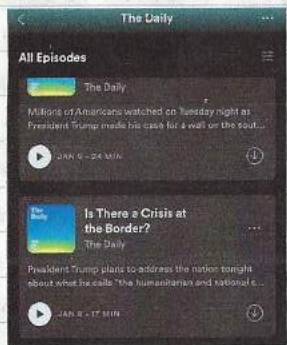 The Daily
All Episodes
The Daily
Millions of Americans watched on Tuesday night as
President Trump made his case for a wall on the sout...
JAN 9 • 24 MIN
The
Daily
Is There a Crisis at
the Border?
The Daily
President Trump plans to address the nation tonight
about what he calls "the humanitarian and national s...
JAN 8 • 17 MIN